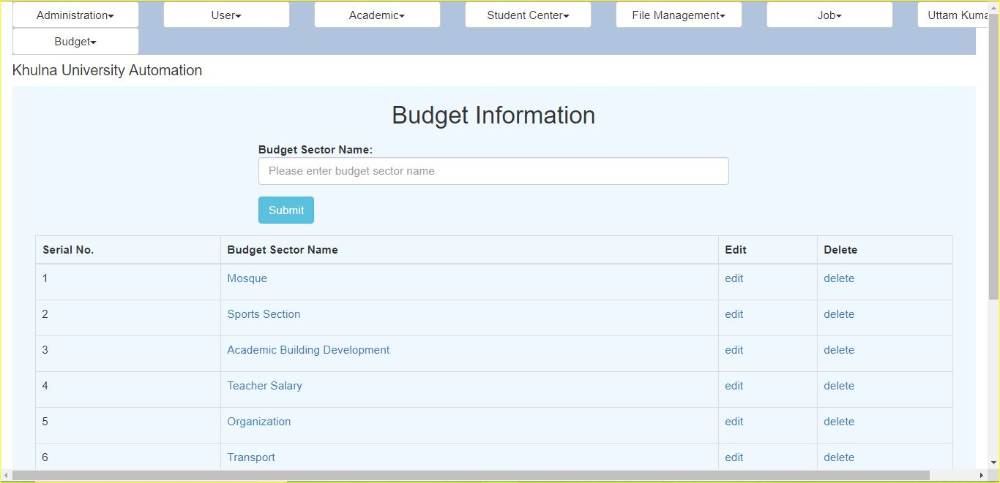 Administration User Academic Student Center File Management Job Uttam Kuma
Budget
Khulna University Automation
Budget Information
Budget Sector Name:
Please enter budget sector name
Submit
Serial No. Budget Sector Name Edit Delete
1 Mosque edit delete
2 Sports Section edit delete
3 Academic Building Development edit delete
4 Teacher Salary edit delete
5 Organization edit delete
6 Transport edit delete